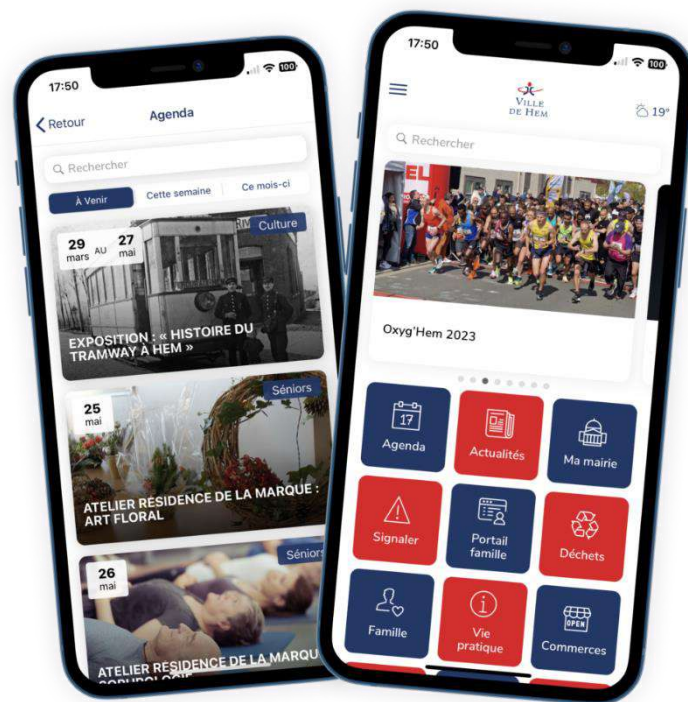 17:50
100
Retour
Agenda
Rechercher
À Venir
Cette semaine
Ce mois-ci
29
mars
AU
27
mai
Culture
EXPOSITION : « HISTOIRE DU
TRAMWAY À HEM »
25
mai
Séniors
ATELIER RÉSIDENCE DE LA MARQUE :
ART FLORAL
26
mai
Séniors
ATELIER RÉSIDENCE DE LA MARQU
17:50
100
VILLE
DE HEM
19°
Rechercher
Oxyg'Hem 2023
17
Agenda
Actualités
Ma mairie
Signaler
Portail
famille
Déchets
Famille
Vie
pratique
OPEN
Commerces